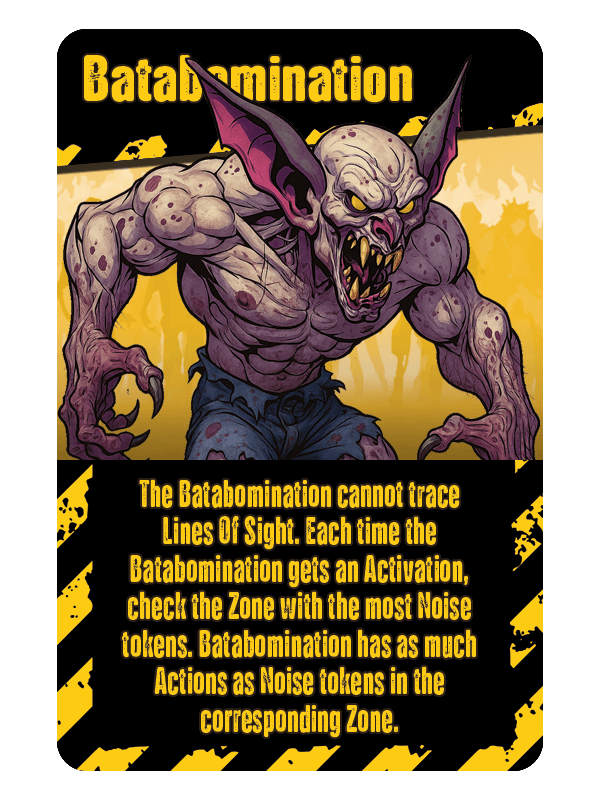 Batabomination
The Batabomination cannot trace
Lines Of Sight. Each time the
Batabomination gets an Activation,
check the Zone with the most Noise
tokens. Batabomination has as much
Actions as Noise tokens in the
corresponding Zone.